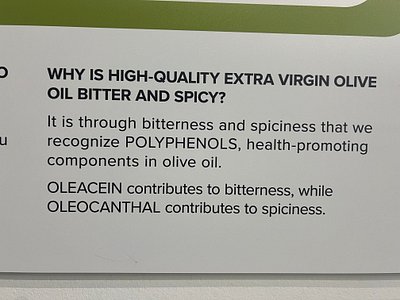 O
WHY IS HIGH-QUALITY EXTRA VIRGIN OLIVE
OIL BITTER AND SPICY?
It is through bitterness and spiciness that we
u
recognize POLYPHENOLS, health-promoting
components in olive oil.
OLEACEIN contributes to bitterness, while
OLEOCANTHAL contributes to spiciness.